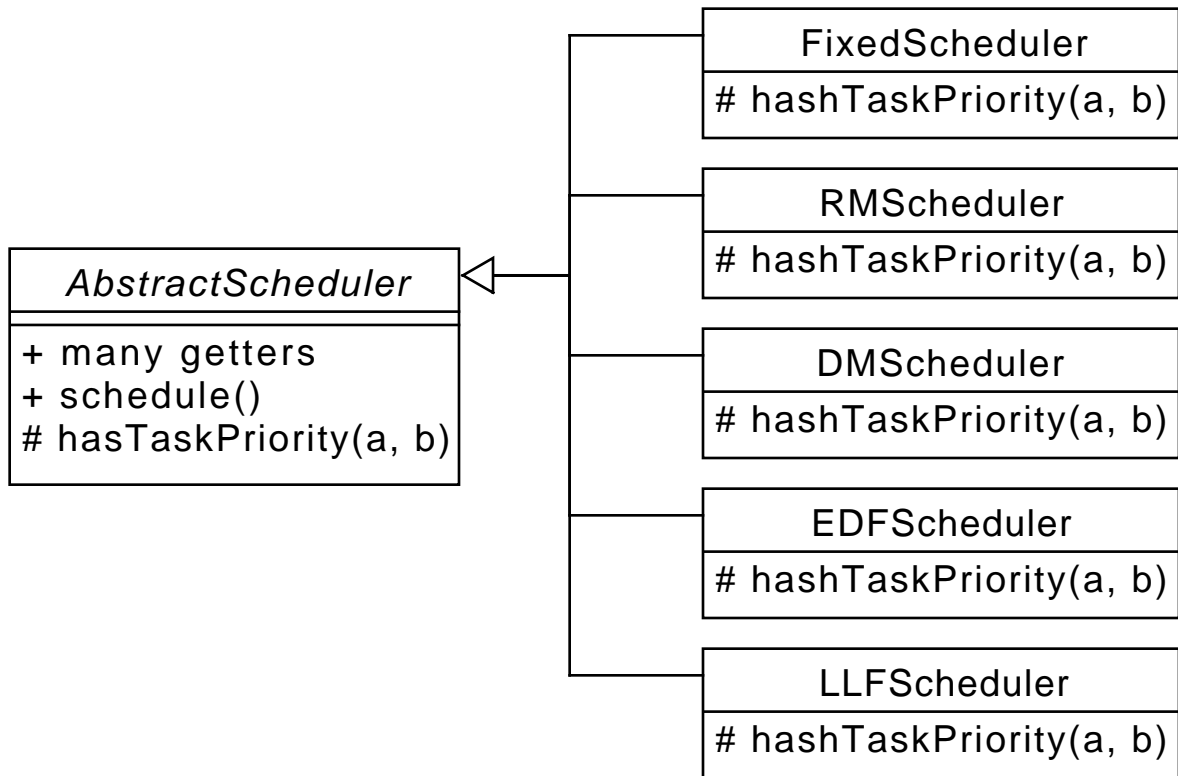 FixedScheduler
# hashTaskPriority(a, b)
RMScheduler
# hashTaskPriority(a, b)
AbstractScheduler
+ many getters
+ schedule()
# hasTaskPriority(a, b)
DMScheduler
# hashTaskPriority(a, b)
EDFScheduler
# hashTaskPriority(a, b)
LLFScheduler
# hashTaskPriority(a, b)